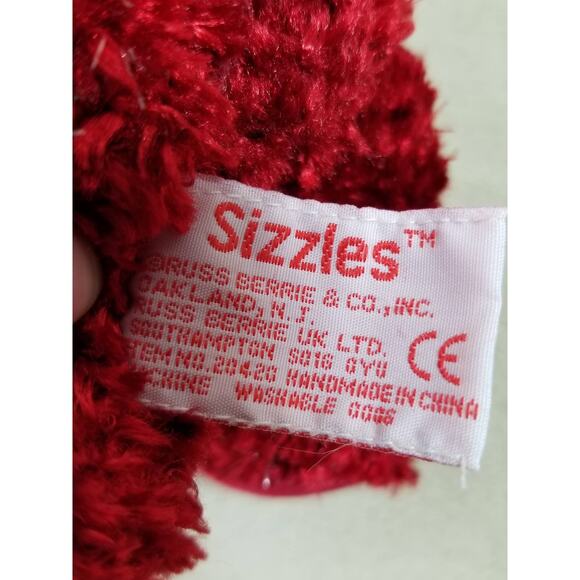 Sizzles™
©RUSS BERRIE & CO., INC.
OAKLAND, N.J.
RUSS BERRIE UK LTD.
SOUTHAMPTON SO16 0YU
ITEM NO. 20420 HANDMADE IN CHINA
WASHABLE
CE